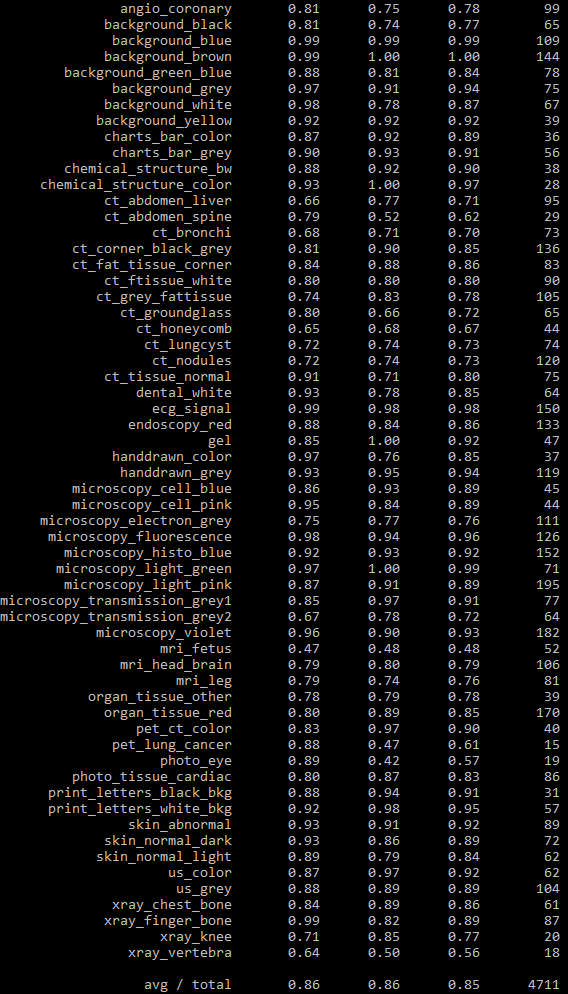 angio_coronary 0.81 0.75 0.78 99
background_black 0.81 0.74 0.77 65
background_blue 0.99 0.99 0.99 109
background_brown 0.99 1.00 1.00 144
background_green_blue 0.88 0.81 0.84 78
background_grey 0.97 0.91 0.94 75
background_white 0.98 0.78 0.87 67
background_yellow 0.92 0.92 0.92 39
charts_bar_color 0.87 0.92 0.89 36
charts_bar_grey 0.90 0.93 0.91 56
chemical_structure_bw 0.88 0.92 0.90 38
chemical_structure_color 0.93 1.00 0.97 28
ct_abdomen_liver 0.66 0.77 0.71 95
ct_abdomen_spine 0.79 0.52 0.62 29
ct_bronchi 0.68 0.71 0.70 73
ct_corner_black_grey 0.81 0.90 0.85 136
ct_fat_tissue_corner 0.84 0.88 0.86 83
ct_ftissue_white 0.80 0.80 0.80 90
ct_grey_fattissue 0.74 0.83 0.78 105
ct_groundglass 0.80 0.66 0.72 65
ct_honeycomb 0.65 0.68 0.67 44
ct_lungcyst 0.72 0.74 0.73 74
ct_nodules 0.72 0.74 0.73 120
ct_tissue_normal 0.91 0.71 0.80 75
dental_white 0.93 0.78 0.85 64
ecg_signal 0.99 0.98 0.98 150
endoscopy_red 0.88 0.84 0.86 133
gel 0.85 1.00 0.92 47
handdrawn_color 0.97 0.76 0.85 37
handdrawn_grey 0.93 0.95 0.94 119
microscopy_cell_blue 0.86 0.93 0.89 45
microscopy_cell_pink 0.95 0.84 0.89 44
microscopy_electron_grey 0.75 0.77 0.76 111
microscopy_fluorescence 0.98 0.94 0.96 126
microscopy_histo_blue 0.92 0.93 0.92 152
microscopy_light_green 0.97 1.00 0.99 71
microscopy_light_pink 0.87 0.91 0.89 195
microscopy_transmission_grey1 0.85 0.97 0.91 77
microscopy_transmission_grey2 0.67 0.78 0.72 64
microscopy_violet 0.96 0.90 0.93 182
mri_fetus 0.47 0.48 0.48 52
mri_head_brain 0.79 0.80 0.79 106
mri_leg 0.79 0.74 0.76 81
organ_tissue_other 0.78 0.79 0.78 39
organ_tissue_red 0.80 0.89 0.85 170
pet_ct_color 0.83 0.97 0.90 40
pet_lung_cancer 0.88 0.47 0.61 15
photo_eye 0.89 0.42 0.57 19
photo_tissue_cardiac 0.80 0.87 0.83 86
print_letters_black_bkg 0.88 0.94 0.91 31
print_letters_white_bkg 0.92 0.98 0.95 57
skin_abnormal 0.93 0.91 0.92 89
skin_normal_dark 0.93 0.86 0.89 72
skin_normal_light 0.89 0.79 0.84 62
us_color 0.87 0.97 0.92 62
us_grey 0.88 0.89 0.89 104
xray_chest_bone 0.84 0.89 0.86 61
xray_finger_bone 0.99 0.82 0.89 87
xray_knee 0.71 0.85 0.77 20
xray_vertebra 0.64 0.50 0.56 18
avg / total 0.86 0.86 0.85 4711